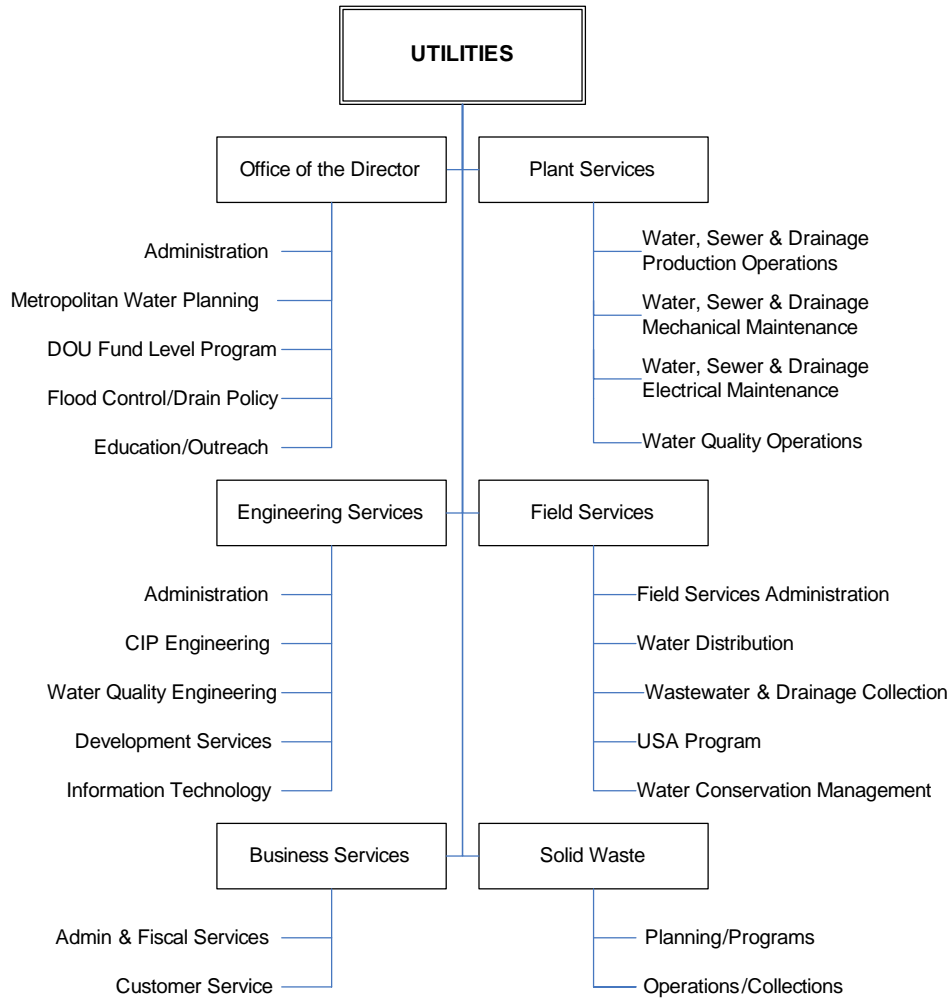 UTILITIES
Office of the Director
Administration
Metropolitan Water Planning
DOU Fund Level Program
Flood Control/Drain Policy
Education/Outreach
Plant Services
Water, Sewer & Drainage
Production Operations
Water, Sewer & Drainage
Mechanical Maintenance
Water, Sewer & Drainage
Electrical Maintenance
Water Quality Operations
Engineering Services
Administration
CIP Engineering
Water Quality Engineering
Development Services
Information Technology
Field Services
Field Services Administration
Water Distribution
Wastewater & Drainage Collection
USA Program
Water Conservation Management
Business Services
Admin & Fiscal Services
Customer Service
Solid Waste
Planning/Programs
Operations/Collections